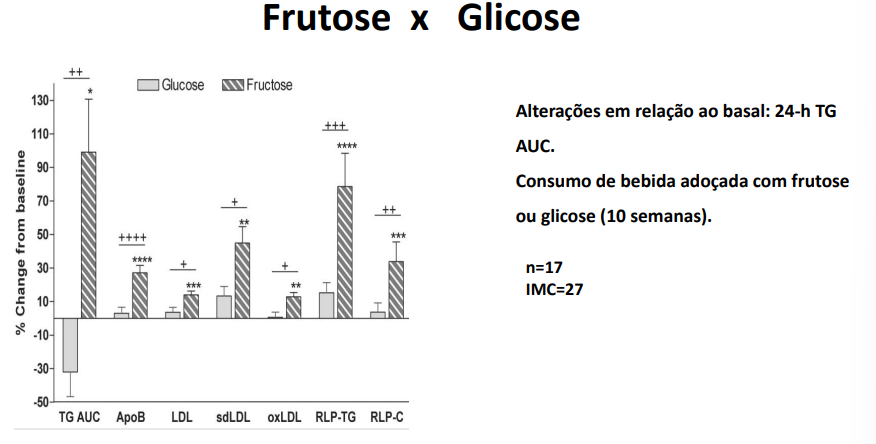 Frutose x Glicose
++
*
Glucose
Fructose
130
110
90
70
50
30
10
-10
-30
-50
% Change from baseline
++++
****
+
***
+
**
+
**
+++
****
++
***
TG AUC ApoB LDL sdLDL oxLDL RLP-TG RLP-C
Alterações em relação ao basal: 24-h TG
AUC.
Consumo de bebida adoçada com frutose
ou glicose (10 semanas).
n=17
IMC=27